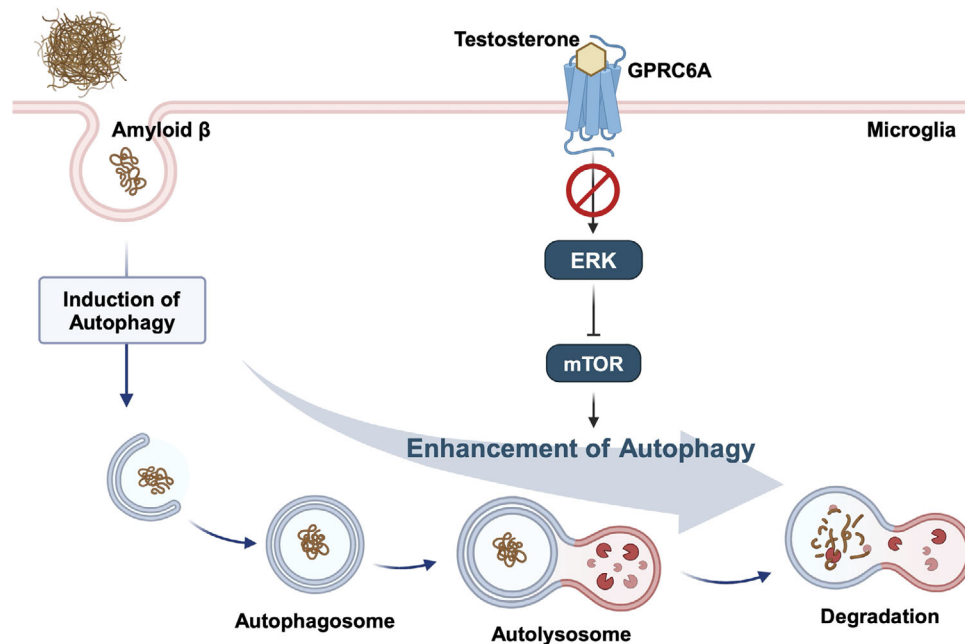 Testosterone
GPRC6A
Amyloid β
Microglia
ERK
Induction of
Autophagy
mTOR
Enhancement of Autophagy
Autophagosome
Autolysosome
Degradation